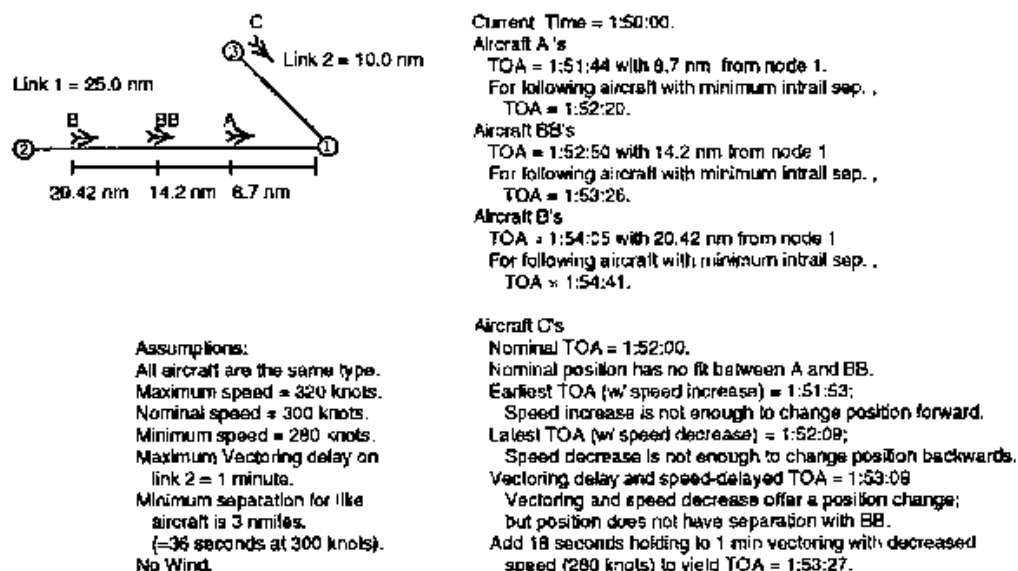 C
3
Link 2 = 10.0 nm
Link 1 = 25.0 nm
B BB A
2 1
20.42 nm 14.2 nm 6.7 nm
Current Time = 1:50:00.
Aircraft A's
TOA = 1:51:44 with 8.7 nm from node 1.
For following aircraft with minimum intrail sep. ,
TOA = 1:52:20.
Aircraft BB's
TOA = 1:52:50 with 14.2 nm from node 1
For following aircraft with minimum intrail sep. ,
TOA = 1:53:26.
Aircraft B's
TOA = 1:54:05 with 20.42 nm from node 1
For following aircraft with minimum intrail sep. ,
TOA = 1:54:41.
Assumptions:
All aircraft are the same type.
Maximum speed = 320 knots.
Nominal speed = 300 knots.
Minimum speed = 280 knots.
Maximum Vectoring delay on
link 2 = 1 minute.
Minimum separation for like
aircraft is 3 nmiles.
(=36 seconds at 300 knots).
No Wind.
Aircraft C's
Nominal TOA = 1:52:00.
Nominal position has no fit between A and BB.
Earliest TOA (w/ speed increase) = 1:51:53;
Speed increase is not enough to change position forward.
Latest TOA (w/ speed decrease) = 1:52:09;
Speed decrease is not enough to change position backwards.
Vectoring delay and speed-delayed TOA = 1:53:09
Vectoring and speed decrease offer a position change;
but position does not have separation with BB.
Add 18 seconds holding to 1 min vectoring with decreased
speed (280 knots) to yield TOA = 1:53:27.